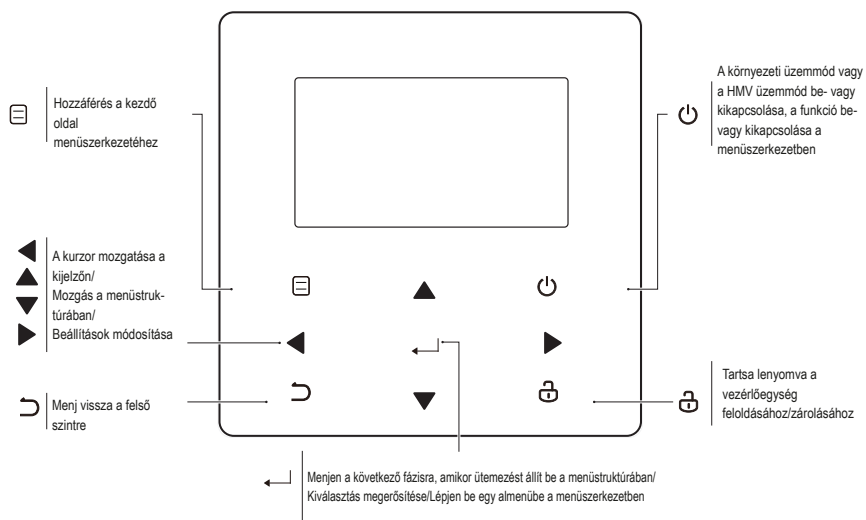 Hozzáférés a kezdő
oldal
menüszerkezetéhez
A környezeti üzemmód vagy
a HMV üzemmód be- vagy
kikapcsolása, a funkció be-
vagy kikapcsolása a
menüszerkezetben
A kurzor mozgatása a
kijelzőn/
Mozgás a menüstruk-
túrában/
Beállítások módosítása
Menj vissza a felső
szintre
Tartsa lenyomva a
vezérlőegység
feloldásához/zárolásához
Menjen a következő fázisra, amikor ütemezést állít be a menüstruktúrában/
Kiválasztás megerősítése/Lépjen be egy almenübe a menüszerkezetben